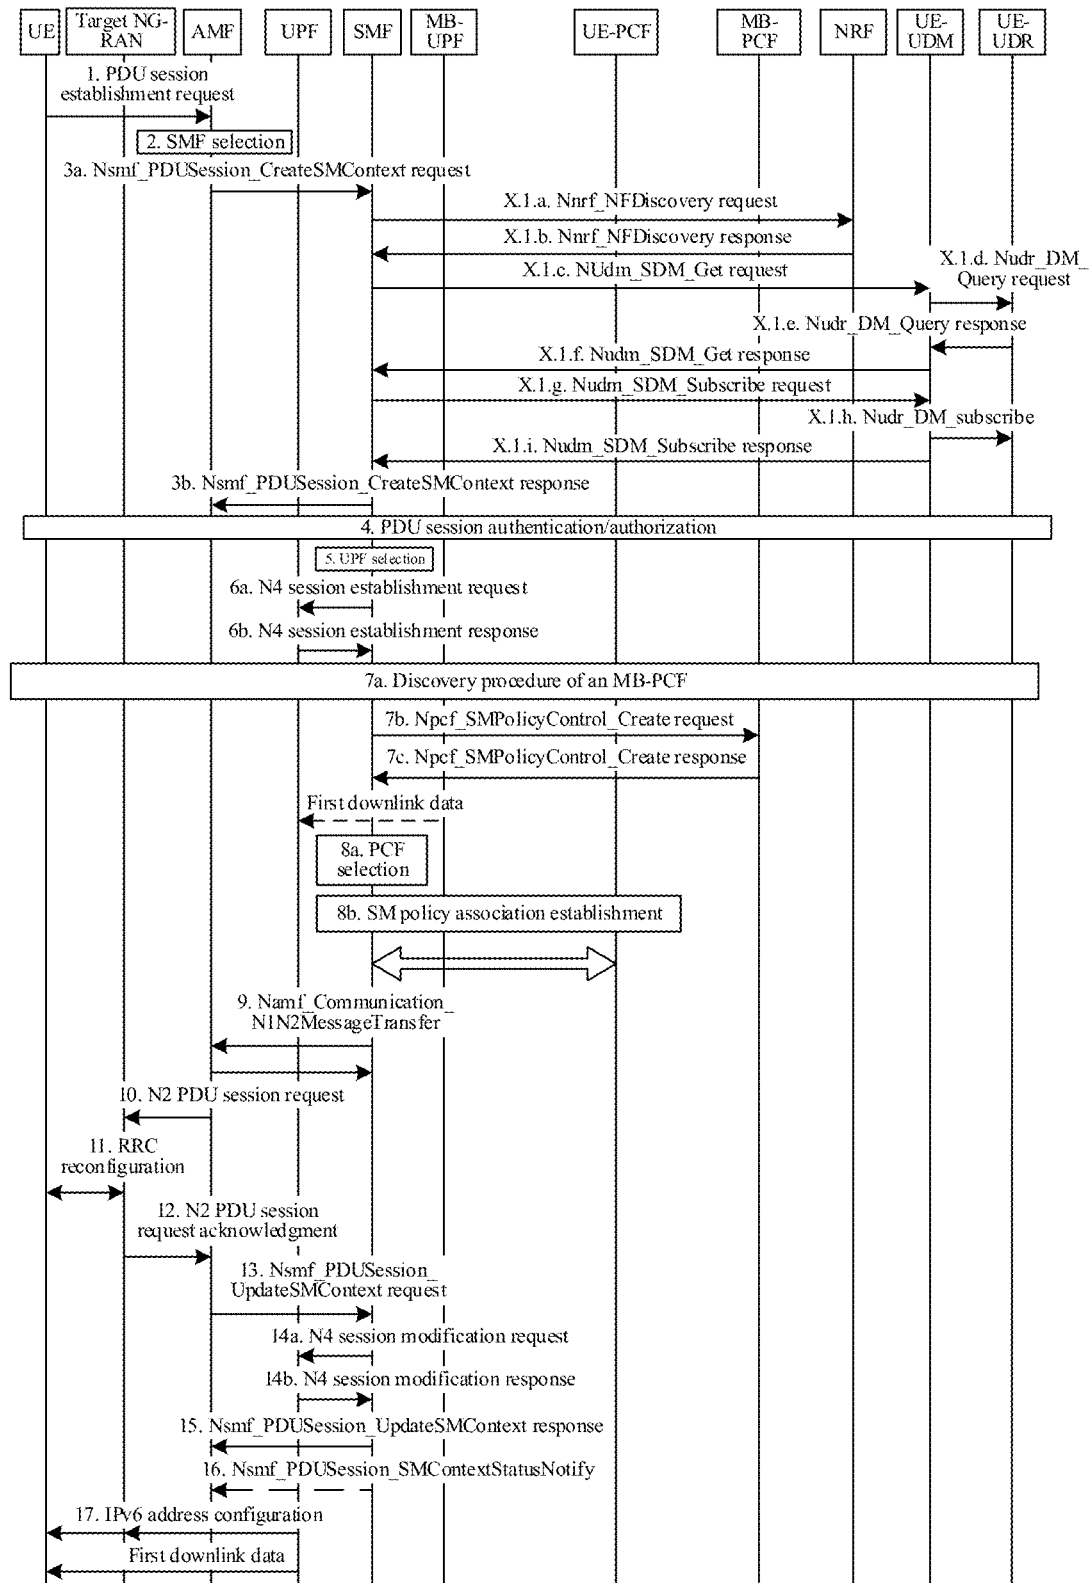 UE
Target NG-
RAN
AMF
UPF
SMF
MB-
UPF
UE-PCF
MB-
PCF
NRF
UE-
UDM
UE-
UDR
1. PDU session
establishment request
2. SMF selection
3a. Nsmf_PDUSession_CreateSMContext request
X.1.a. Nnrf_NFDiscovery request
X.1.b. Nnrf_NFDiscovery response
X.1.c. NUdm_SDM_Get request
X.1.d. Nudr_DM_
Query request
X.1.e. Nudr_DM_Query response
X.1.f. Nudm_SDM_Get response
X.1.g. Nudm_SDM_Subscribe request
X.1.h. Nudr_DM_subscribe
X.1.i. Nudm_SDM_Subscribe response
3b. Nsmf_PDUSession_CreateSMContext response
4. PDU session authentication/authorization
5. UPF selection
6a. N4 session establishment request
6b. N4 session establishment response
7a. Discovery procedure of an MB-PCF
7b. Npcf_SMPolicyControl_Create request
7c. Npcf_SMPolicyControl_Create response
First downlink data
8a. PCF
selection
8b. SM policy association establishment
9. Namf_Communication_
N1N2MessageTransfer
10. N2 PDU session request
11. RRC
reconfiguration
12. N2 PDU session
request acknowledgment
13. Nsmf_PDUSession_
UpdateSMContext request
14a. N4 session modification request
14b. N4 session modification response
15. Nsmf_PDUSession_UpdateSMContext response
16. Nsmf_PDUSession_SMContextStatusNotify
17. IPv6 address configuration
First downlink data